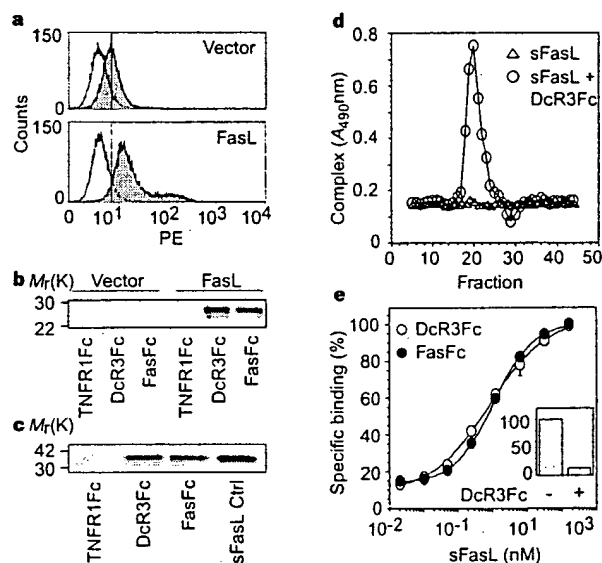 a
150
Vector
0
150
FasL
0
Counts
0 10¹ 10² 10³ 10⁴
PE
b Mr(K) Vector FasL
30
22
TNFR1Fc
DcR3Fc
FasFc
TNFR1Fc
DcR3Fc
FasFc
c Mr(K)
42
30
TNFR1Fc
DcR3Fc
FasFc
sFasL Ctrl
d
0.8
0.6
0.4
0.2
0
Complex (A490nm)
△ sFasL
○ sFasL +
DcR3Fc
0 10 20 30 40 50
Fraction
e
○ DcR3Fc
● FasFc
100
80
60
40
20
0
Specific binding (%)
100
50
0
DcR3Fc - +
10⁻² 10⁻¹ 10⁰ 10¹ 10² 10³
sFasL (nM)